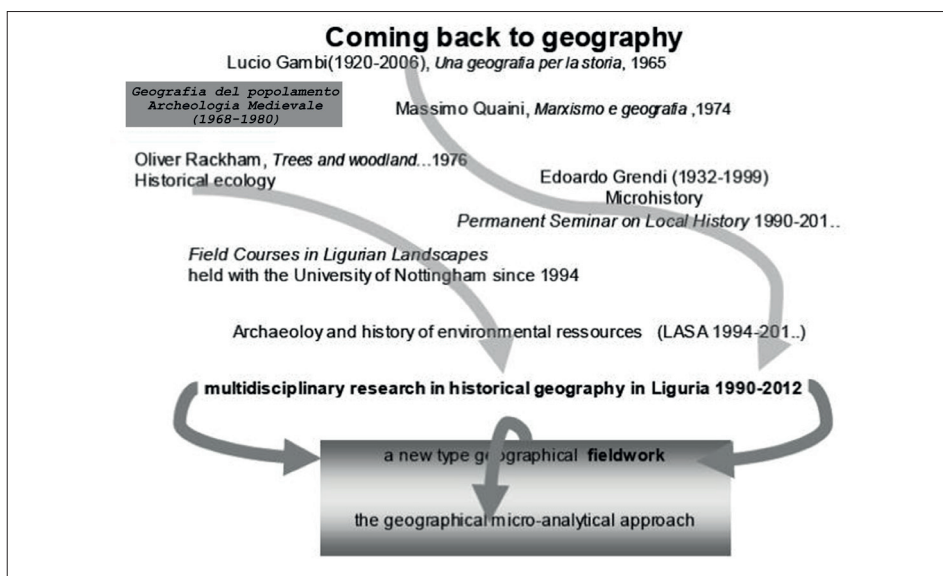 Coming back to geography
Lucio Gambi(1920-2006), Una geografia per la storia, 1965
Geografia del popolamento
Archeologia Medievale
(1968-1980)
Massimo Quaini, Marxismo e geografia ,1974
Oliver Rackham, Trees and woodland...1976
Historical ecology
Edoardo Grendi (1932-1999)
Microhistory
Permanent Seminar on Local History 1990-201..
Field Courses in Ligurian Landscapes
held with the University of Nottingham since 1994
Archaeoloy and history of environmental ressources (LASA 1994-201..)
multidisciplinary research in historical geography in Liguria 1990-2012
a new type geographical fieldwork
the geographical micro-analytical approach